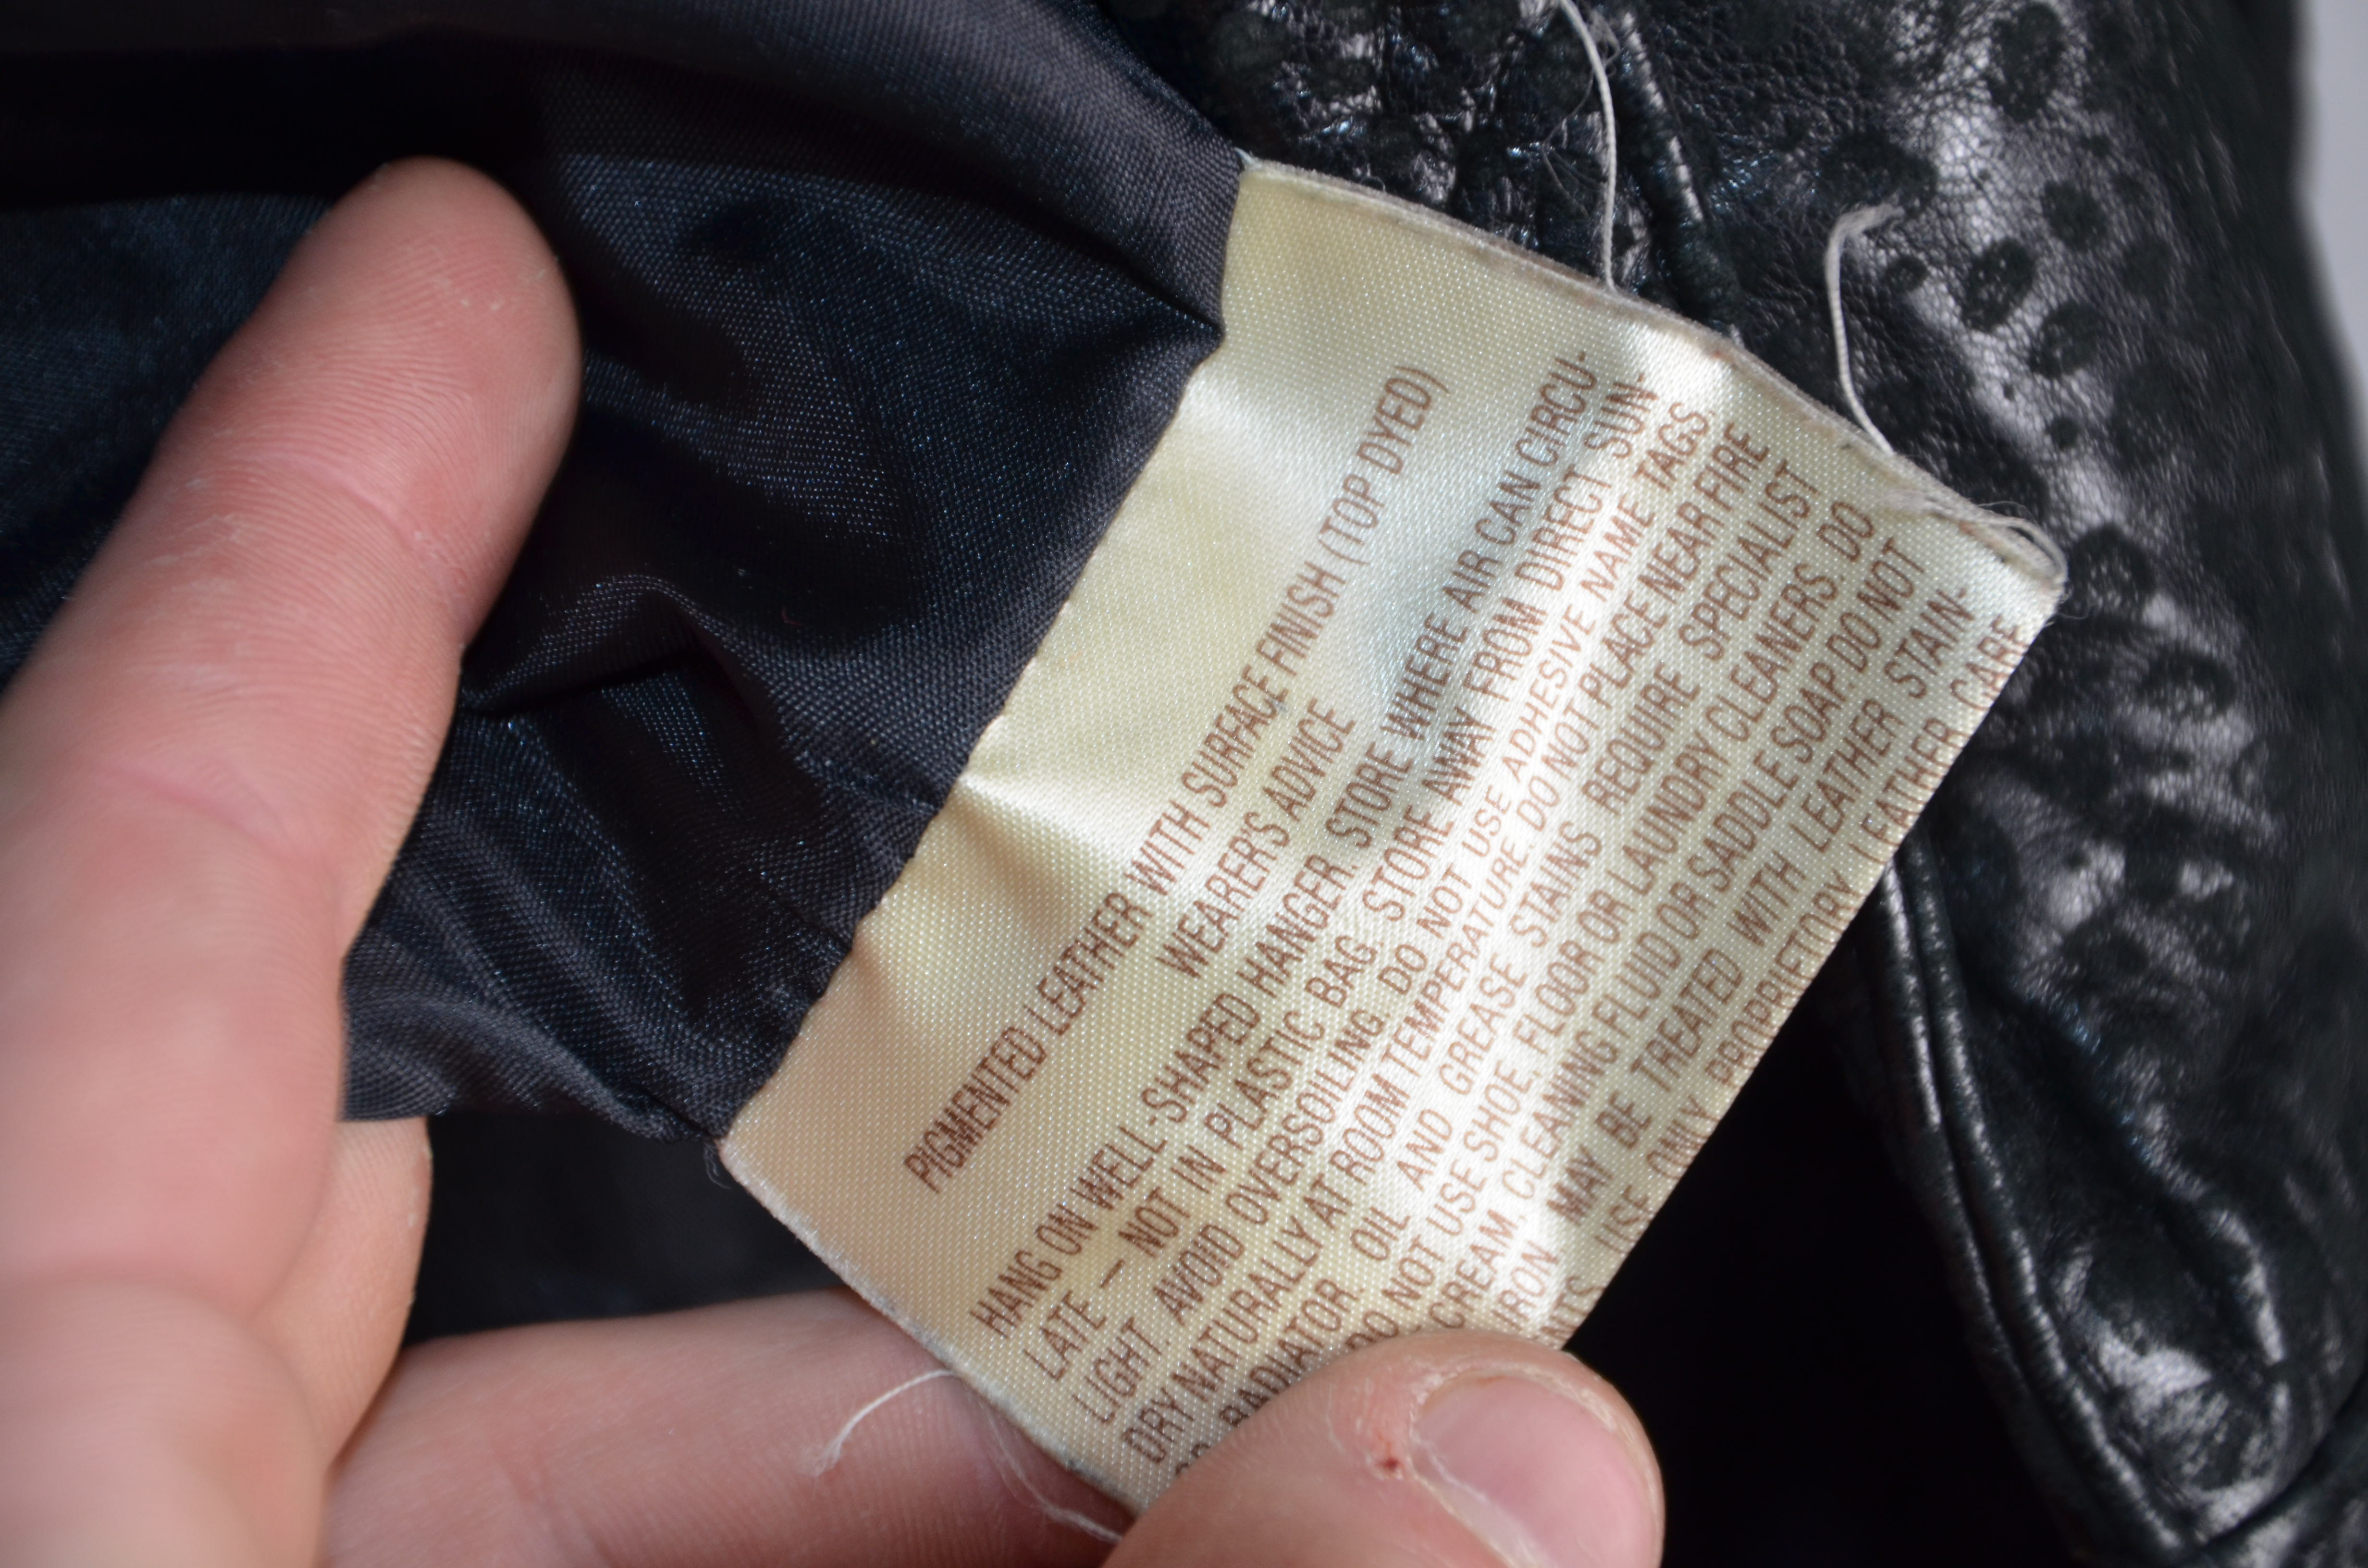 PIGMENTED LEATHER WITH SURFACE FINISH (TOP DYED)
WEARER'S ADVICE
HANG ON WELL-SHAPED HANGER. STORE WHERE AIR CAN CIRCU-
LATE – NOT IN PLASTIC BAG. STORE AWAY FROM DIRECT SUN-
LIGHT. AVOID OVERSOILING. DO NOT USE ADHESIVE NAME TAGS.
DRY NATURALLY AT ROOM TEMPERATURE. DO NOT PLACE NEAR FIRE
RADIATOR OIL AND GREASE STAINS REQUIRE SPECIALIST
DO NOT USE SHOE, FLOOR OR LAUNDRY CLEANERS. DO
CREAM, CLEANING FLUID OR SADDLE SOAP. DO NOT
IRON MAY BE TREATED WITH LEATHER STAIN-
USE ONLY PROPRIETORY LEATHER CARE